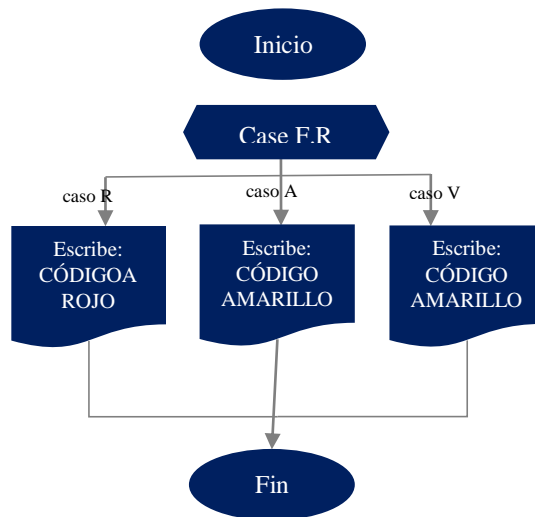 Inicio
Case F.R
caso R
caso A
caso V
Escribe:
CÓDIGOA
ROJO
Escribe:
CÓDIGO
AMARILLO
Escribe:
CÓDIGO
AMARILLO
Fin